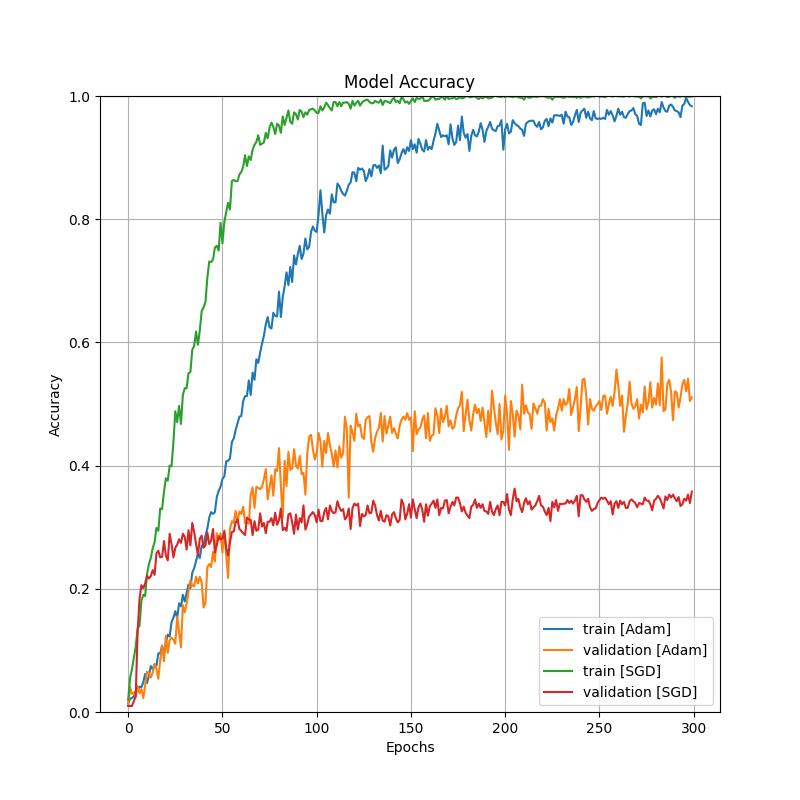 Model Accuracy
Accuracy
1.0
0.8
0.6
0.4
0.2
0.0
0 50 100 150 200 250 300
Epochs
train [Adam]
validation [Adam]
train [SGD]
validation [SGD]